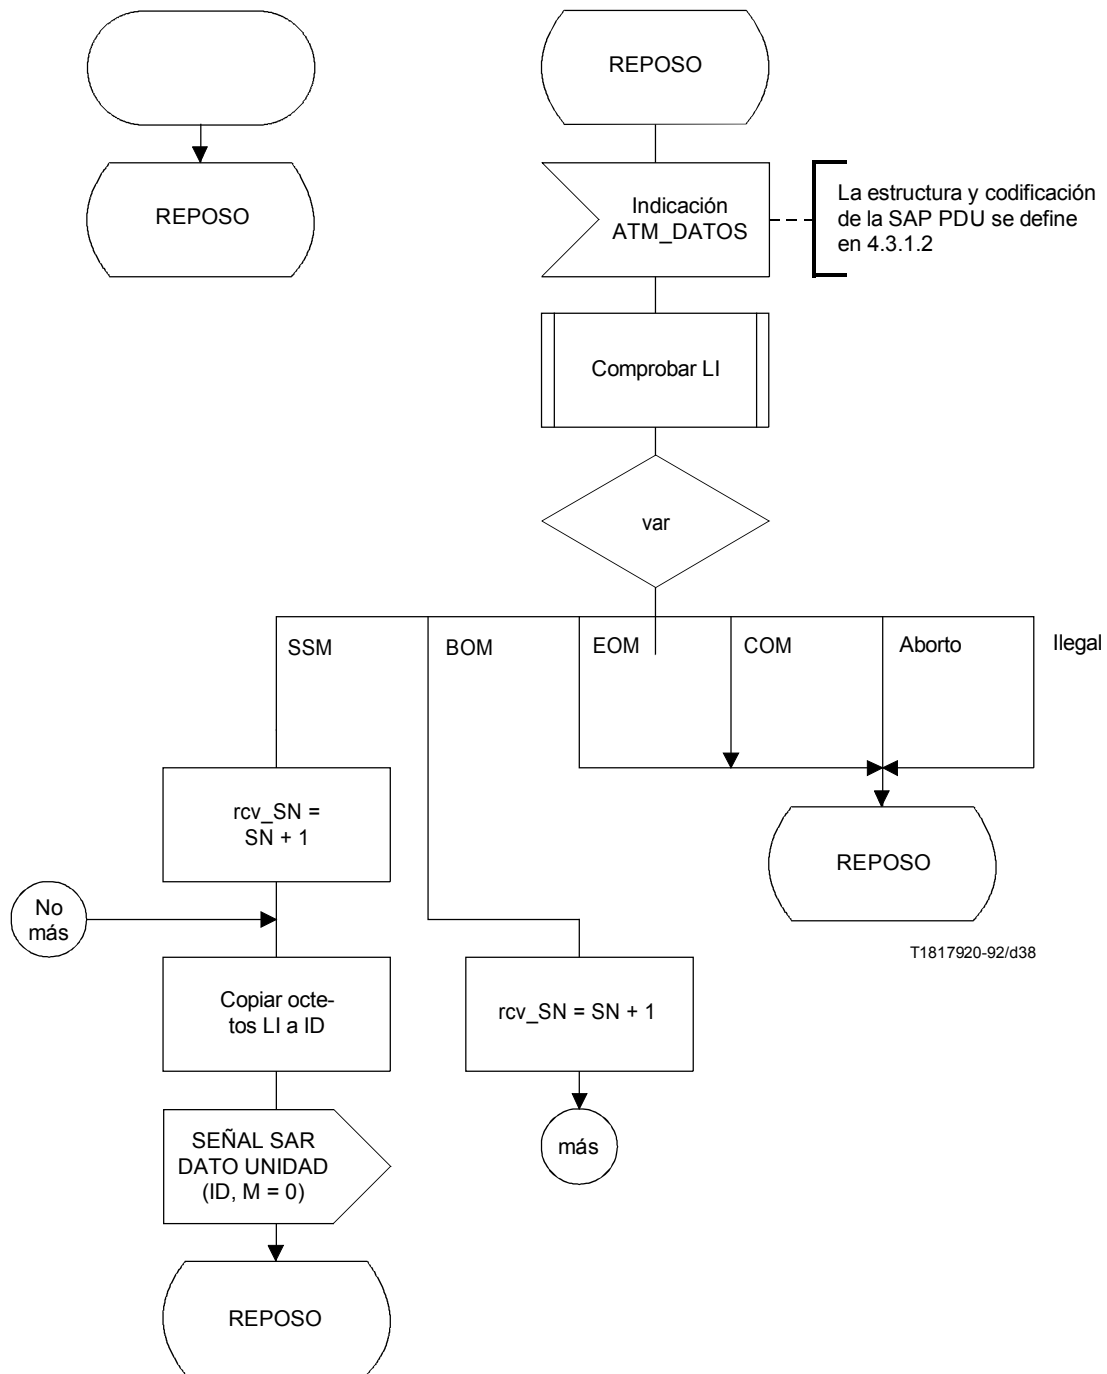 REPOSO
REPOSO
Indicación
ATM_DATOS
La estructura y codificación
de la SAP PDU se define
en 4.3.1.2
Comprobar LI
var
SSM
BOM
EOM
COM
Aborto
Ilegal
rcv_SN =
SN + 1
REPOSO
No
más
T1817920-92/d38
Copiar octe-
tos LI a ID
rcv_SN = SN + 1
SEÑAL SAR
DATO UNIDAD
(ID, M = 0)
más
REPOSO